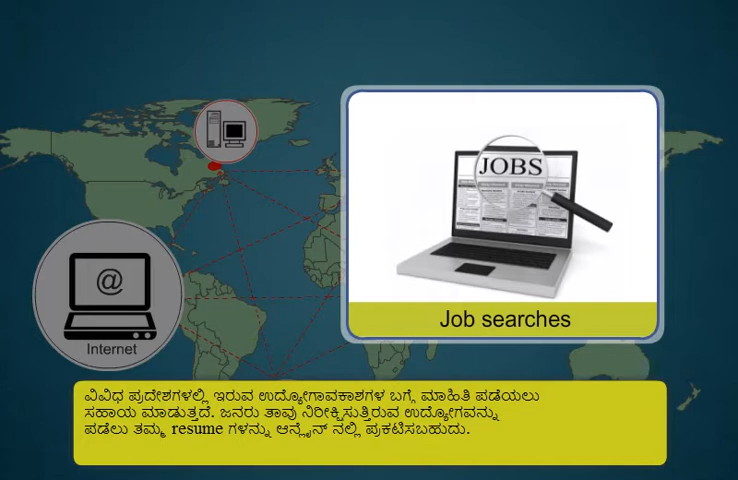 JOBS
@
Internet
Job searches
ವಿವಿಧ ಪ್ರದೇಶಗಳಲ್ಲಿ ಇರುವ ಉದ್ಯೋಗಾವಕಾಶಗಳ ಬಗ್ಗೆ ಮಾಹಿತಿ ಪಡೆಯಲು
ಸಹಾಯ ಮಾಡುತ್ತದೆ. ಜನರು ತಾವು ನಿರೀಕ್ಷಿಸುತ್ತಿರುವ ಉದ್ಯೋಗವನ್ನು
ಪಡೆಲು ತಮ್ಮ resume ಗಳನ್ನು ಆನ್ಲೈನ್ ನಲ್ಲಿ ಪ್ರಕಟಿಸಬಹುದು.